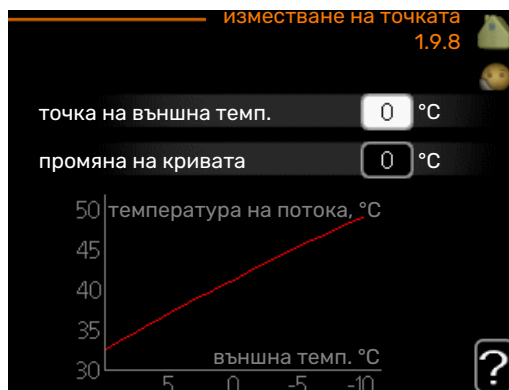 изместване на точката
1.9.8
точка на външна темп. 0 °C
промяна на кривата 0 °C
50 температура на потока, °C
45
40
35
30
външна темп. °C
5 0 -5 -10
?